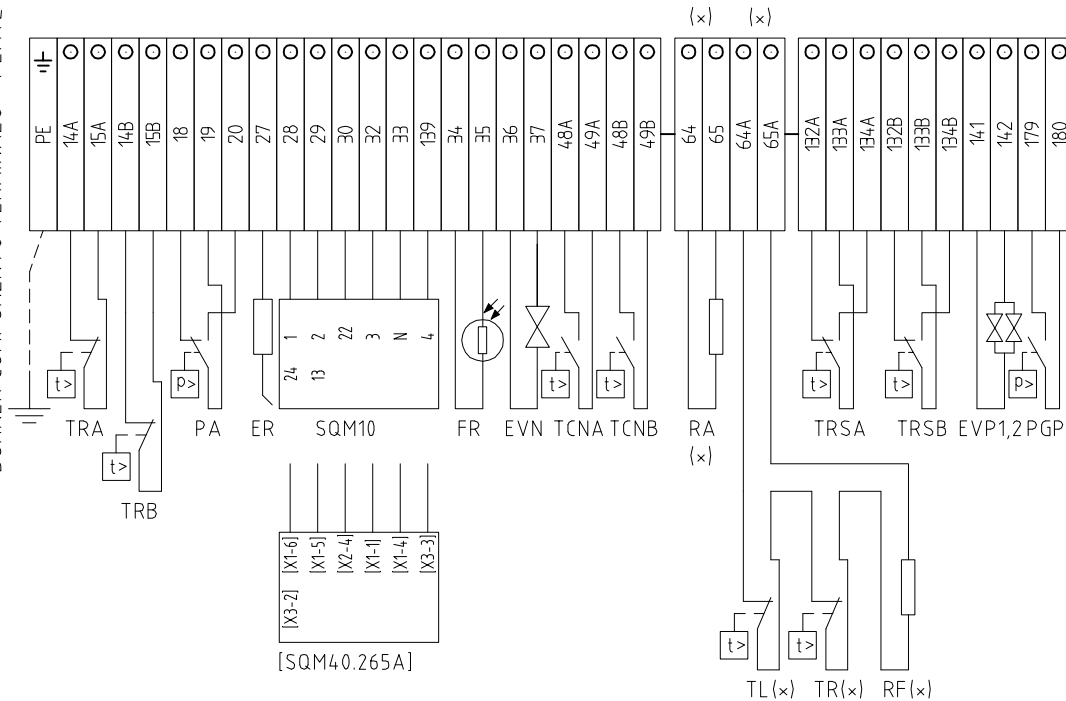 (×) (×)
PE 14A 15A 14B 15B 18 19 20 27 28 29 30 32 33 139 34 35 36 37 48A 49A 48B 49B 64 65 64A 65A 132A 133A 134A 132B 133B 134B 141 142 179 180
1 2 22 3 N 4
24 13
t> p> t> t> t> t> p>
TRA PA ER SQM10 FR EVN TCNA TCNB RA TRSA TRSB EVP1,2 PGP
(×)
t>
TRB
[X1-6] [X1-5] [X2-4] [X1-1] [X1-4] [X3-3]
[X3-2]
[SQM40.265A]
t> t>
TL(×) TR(×) RF(×)